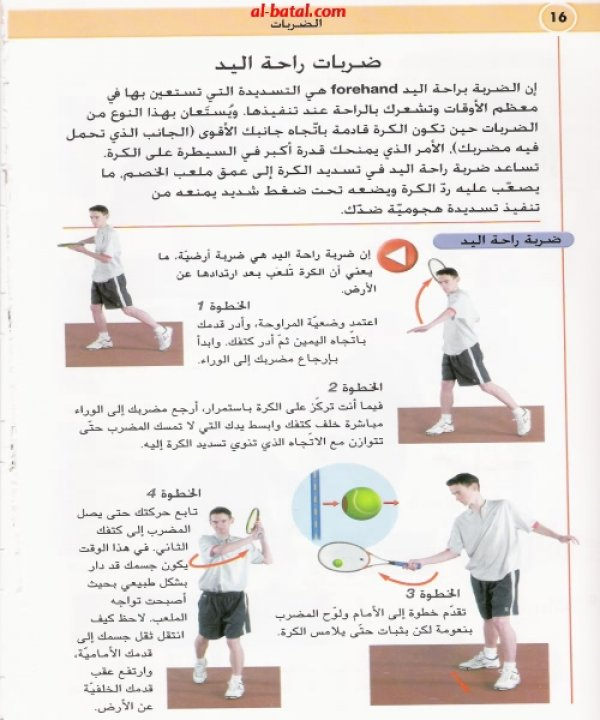 al-batal.com
16
الضربات
ضربات راحة اليد
إن الضربة براحة اليد forehand هي التسديدة التي تستعين بها في
معظم الأوقات وتشعرك بالراحة عند تنفيذها. ويُستَعان بهذا النوع من
الضربات حين تكون الكرة قادمة باتّجاه جانبك الأقوى (الجانب الذي تحمل
فيه مضربك)، الأمر الذي يمنحك قدرة أكبر في السيطرة على الكرة.
تساعد ضربة راحة اليد في تسديد الكرة إلى عمق ملعب الخصم، ما
يصعّب عليه ردّ الكرة ويضعه تحت ضغط شديد يمنعه من
تنفيذ تسديدة هجوميّة ضدّك.
ضربة راحة اليد
إن ضربة راحة اليد هي ضربة أرضيّة، ما
يعني أن الكرة تُلعَب بعد ارتدادها عن
الأرض.
الخطوة 1
اعتمد وضعيّة المراوحة، وأدر قدمك
باتّجاه اليمين ثمّ أدر كتفك. وابدأ
بإرجاع مضربك إلى الوراء.
الخطوة 2
فيما أنت تركّز على الكرة باستمرار، أرجع مضربك إلى الوراء
مباشرة خلف كتفك وابسط يدك التي لا تمسك المضرب حتّى
تتوازن مع الاتّجاه الذي تنوي تسديد الكرة إليه.
الخطوة 3
تقدّم خطوة إلى الأمام ولوّح المضرب
بنعومة لكن بثبات حتّى يلامس الكرة.
الخطوة 4
تابع حركتك حتى يصل
المضرب إلى كتفك
الثاني. في هذا الوقت
يكون جسمك قد دار
بشكل طبيعي بحيث
أصبحت تواجه
الملعب. لاحظ كيف
انتقل ثقل جسمك إلى
قدمك الأماميّة،
وارتفع عقب
قدمك الخلفيّة
عن الأرض.